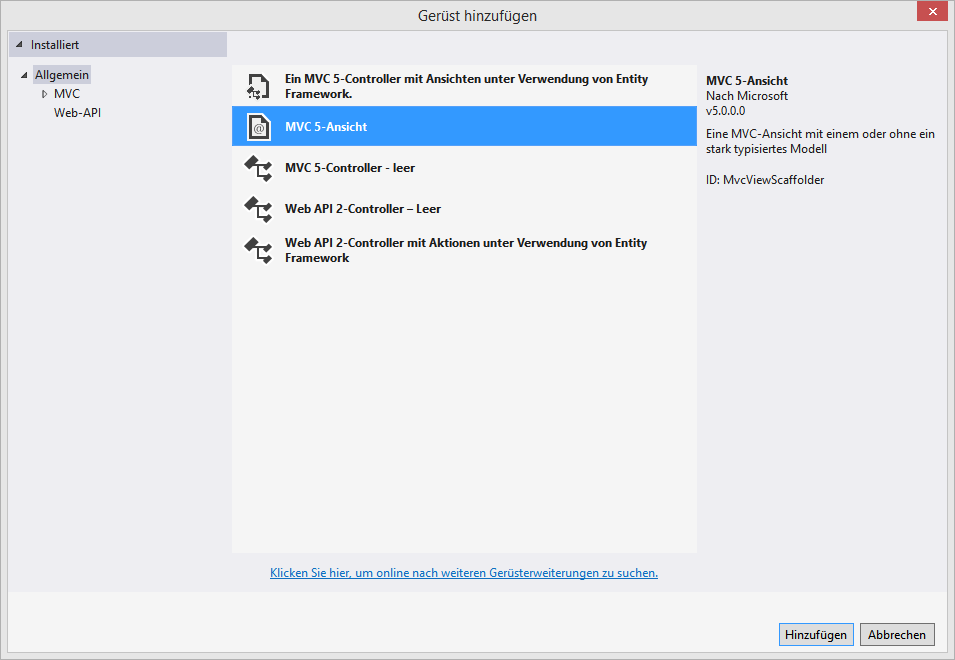 Gerüst hinzufügen
Installiert
Allgemein
MVC
Web-API
Ein MVC 5-Controller mit Ansichten unter Verwendung von Entity
Framework.
MVC 5-Ansicht
MVC 5-Controller - leer
Web API 2-Controller – Leer
Web API 2-Controller mit Aktionen unter Verwendung von Entity
Framework
MVC 5-Ansicht
Nach Microsoft
v5.0.0.0
Eine MVC-Ansicht mit einem oder ohne ein
stark typisiertes Modell
ID: MvcViewScaffolder
Klicken Sie hier, um online nach weiteren Gerüsterweiterungen zu suchen.
Hinzufügen
Abbrechen